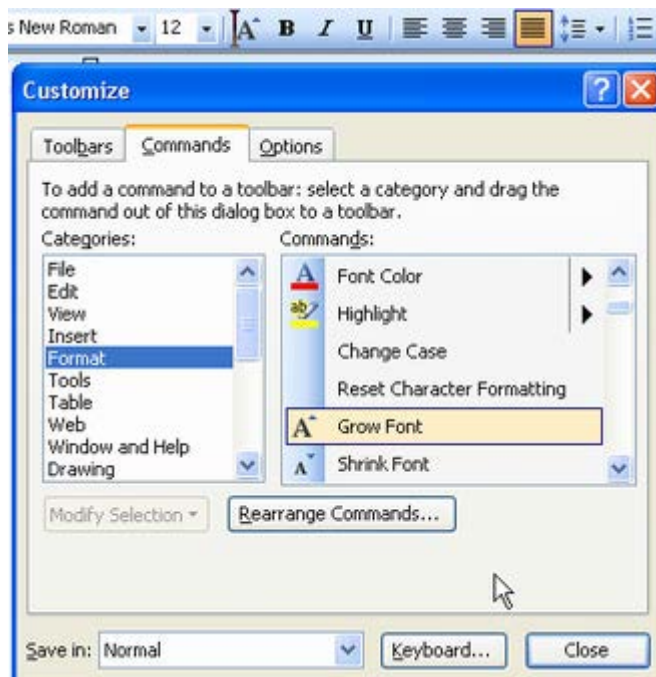 s New Roman 12 A B I U
Customize
Toolbars Commands Options
To add a command to a toolbar: select a category and drag the
command out of this dialog box to a toolbar.
Categories: Commands:
File
Edit
View
Insert
Format
Tools
Table
Web
Window and Help
Drawing
A Font Color
ab Highlight
Change Case
Reset Character Formatting
A Grow Font
A Shrink Font
Modify Selection Rearrange Commands...
Save in: Normal Keyboard... Close